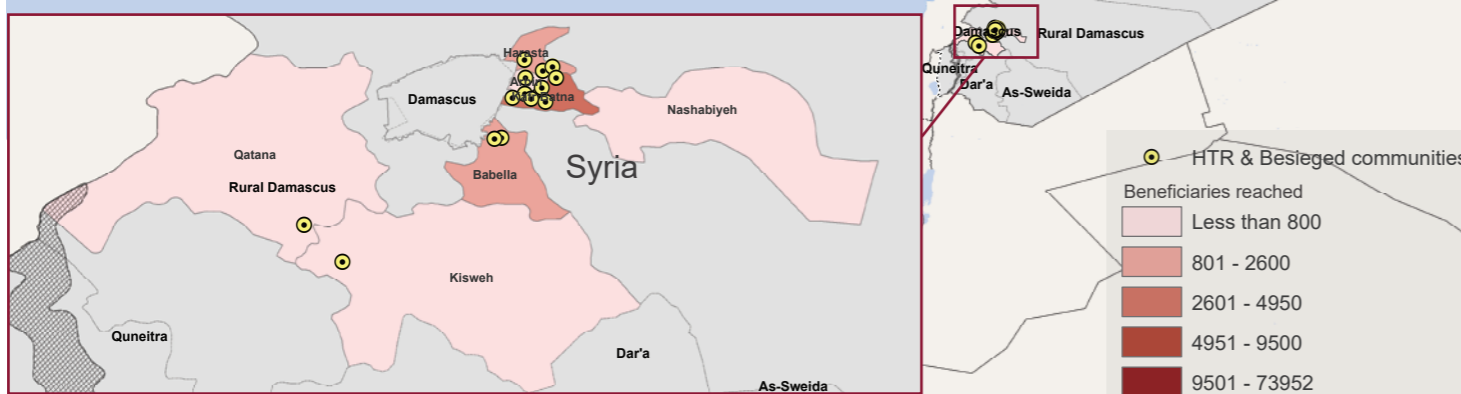 Harasta
Damascus
Nashabiyeh
Qatana
Syria
Rural Damascus
Babella
Kisweh
Quneitra
Dar'a
As-Sweida
Damascus
Rural Damascus
Quneitra
Dar'a
As-Sweida
HTR & Besieged communities
Beneficiaries reached
Less than 800
801 - 2600
2601 - 4950
4951 - 9500
9501 - 73952